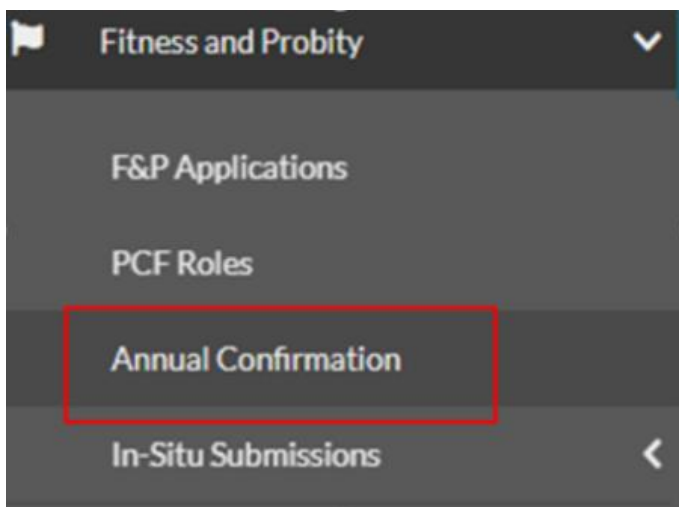 Fitness and Probity
F&P Applications
PCF Roles
Annual Confirmation
In-Situ Submissions